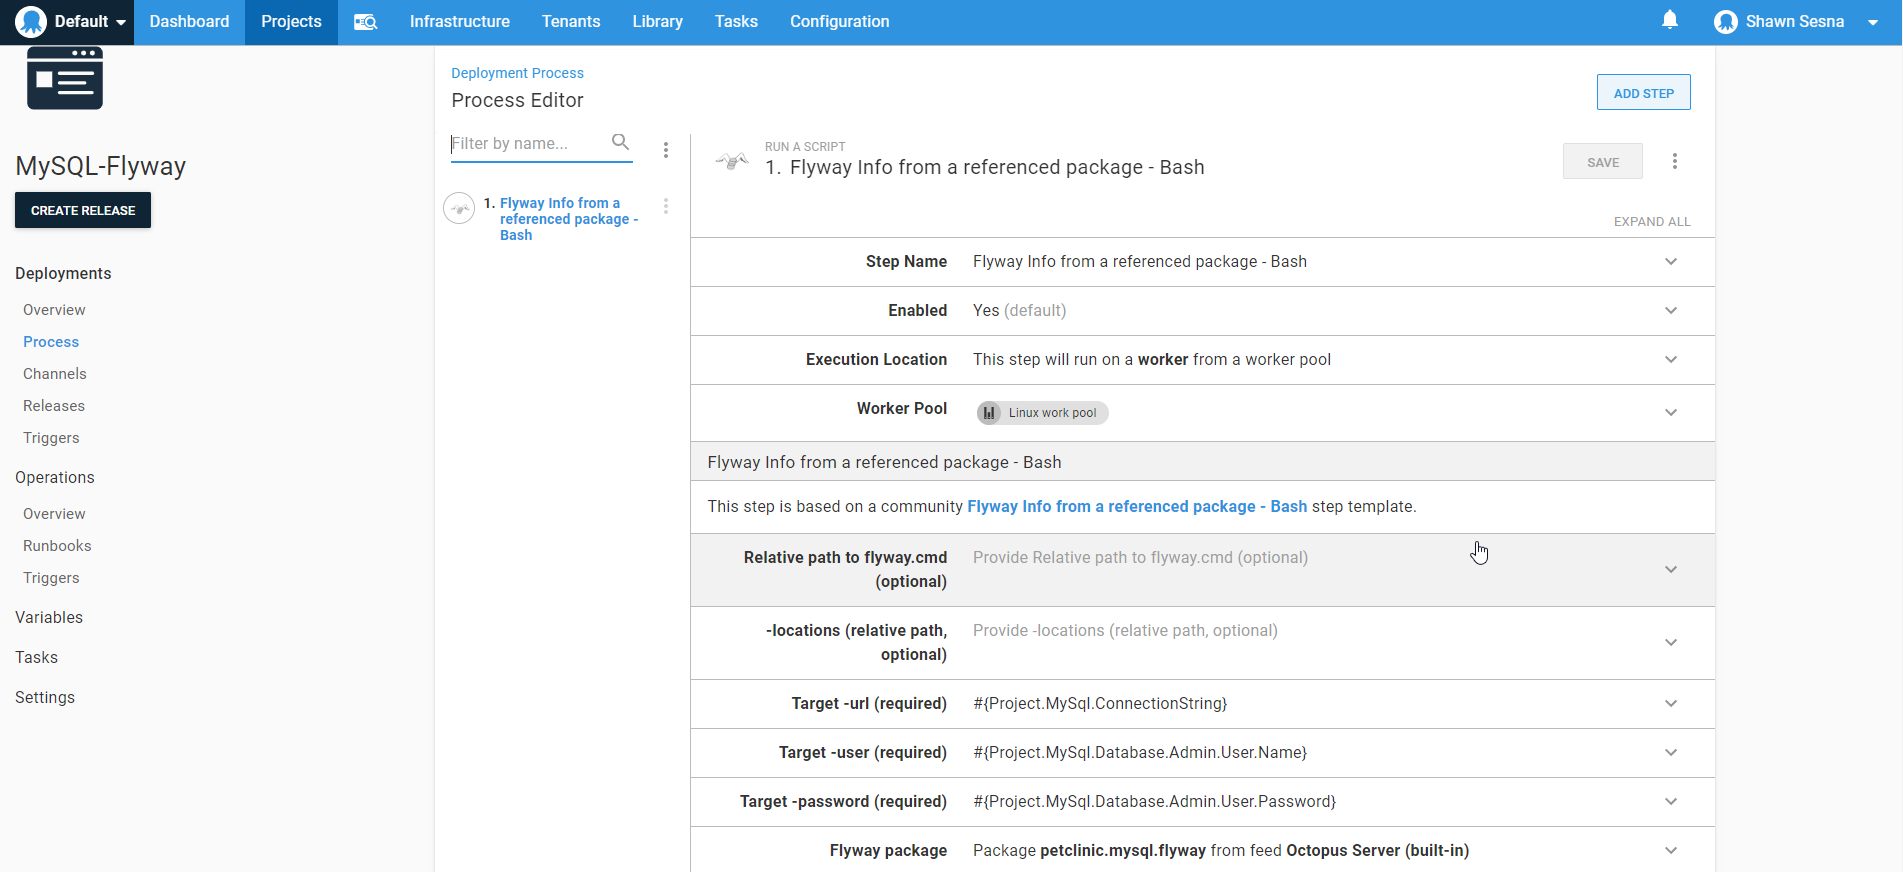 Default
Dashboard
Projects
Infrastructure
Tenants
Library
Tasks
Configuration
Shawn Sesna
MySQL-Flyway
CREATE RELEASE
Deployments
Overview
Process
Channels
Releases
Triggers
Operations
Overview
Runbooks
Triggers
Variables
Tasks
Settings
Deployment Process
Process Editor
ADD STEP
Filter by name...
1. Flyway Info from a
referenced package -
Bash
RUN A SCRIPT
1. Flyway Info from a referenced package - Bash
SAVE
EXPAND ALL
Step Name Flyway Info from a referenced package - Bash
Enabled Yes (default)
Execution Location This step will run on a worker from a worker pool
Worker Pool Linux work pool
Flyway Info from a referenced package - Bash
This step is based on a community Flyway Info from a referenced package - Bash step template.
Relative path to flyway.cmd Provide Relative path to flyway.cmd (optional)
(optional)
-locations (relative path, Provide -locations (relative path, optional)
optional)
Target -url (required) #{Project.MySql.ConnectionString}
Target -user (required) #{Project.MySql.Database.Admin.User.Name}
Target -password (required) #{Project.MySql.Database.Admin.User.Password}
Flyway package Package petclinic.mysql.flyway from feed Octopus Server (built-in)